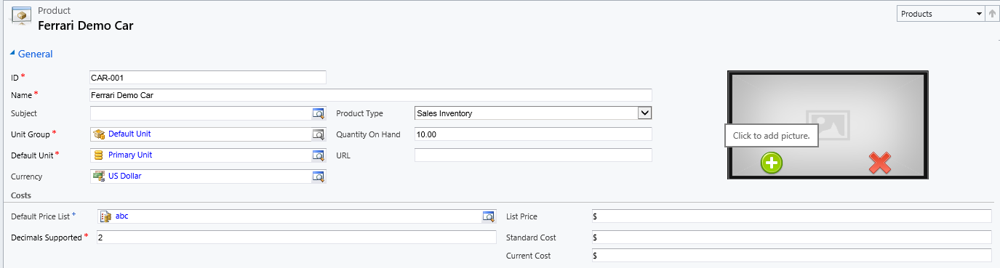 Product
Ferrari Demo Car
Products
General
ID *
CAR-001
Name *
Ferrari Demo Car
Subject
Product Type
Sales Inventory
Unit Group *
Default Unit
Quantity On Hand
10.00
Click to add picture.
Default Unit *
Primary Unit
URL
Currency
US Dollar
Costs
Default Price List +
abc
List Price
$
Decimals Supported *
2
Standard Cost
$
Current Cost
$